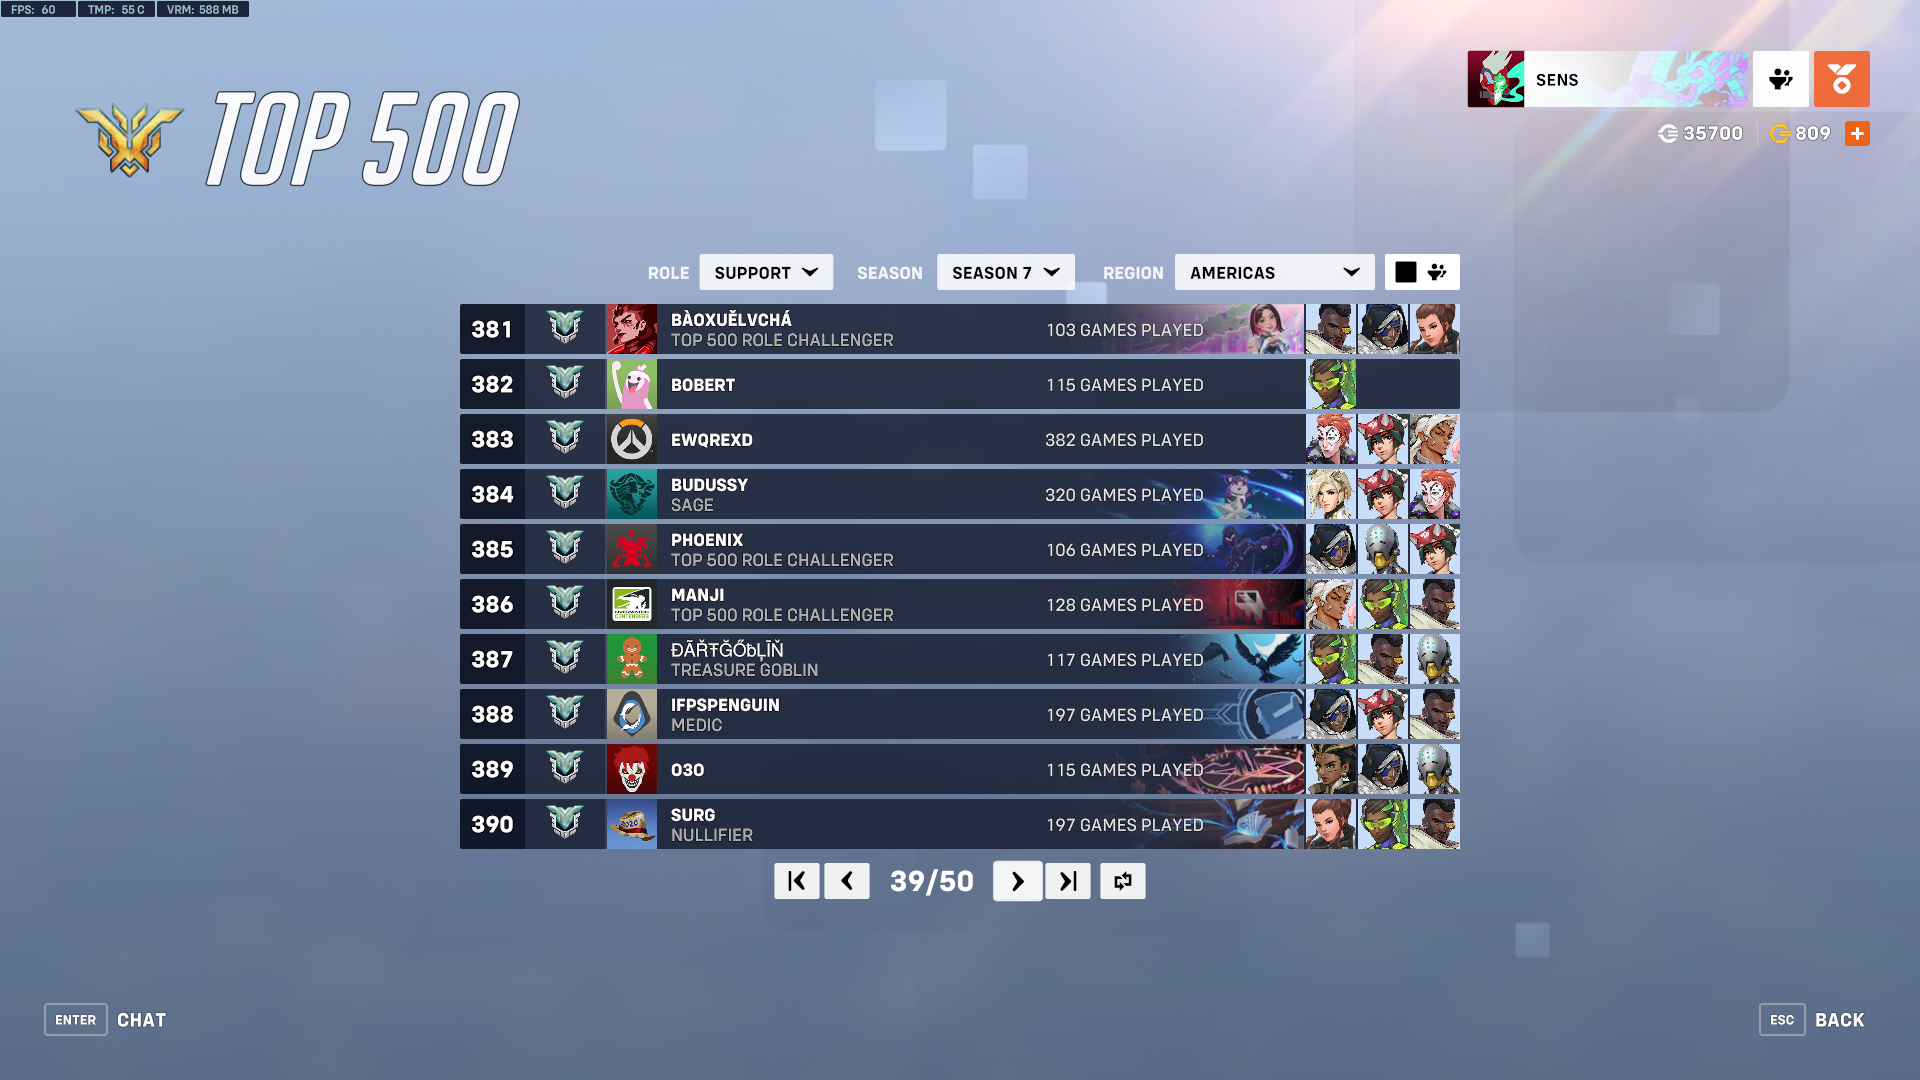 FPS: 60 TMP: 55 C VRM: 588 MB
TOP 500
SENS
35700 809
ROLE SUPPORT SEASON SEASON 7 REGION AMERICAS
381 BÀOXUĚLVCHÁ 103 GAMES PLAYED
TOP 500 ROLE CHALLENGER
382 BOBERT 115 GAMES PLAYED
383 EWQREXD 382 GAMES PLAYED
384 BUDUSSY 320 GAMES PLAYED
SAGE
385 PHOENIX 106 GAMES PLAYED
TOP 500 ROLE CHALLENGER
386 MANJI 128 GAMES PLAYED
TOP 500 ROLE CHALLENGER
387 ĐÃŘŦĞŐҌĻĪŇ 117 GAMES PLAYED
TREASURE GOBLIN
388 IFPSPENGUIN 197 GAMES PLAYED
MEDIC
389 O3O 115 GAMES PLAYED
390 SURG 197 GAMES PLAYED
NULLIFIER
39/50
ENTER CHAT
ESC BACK